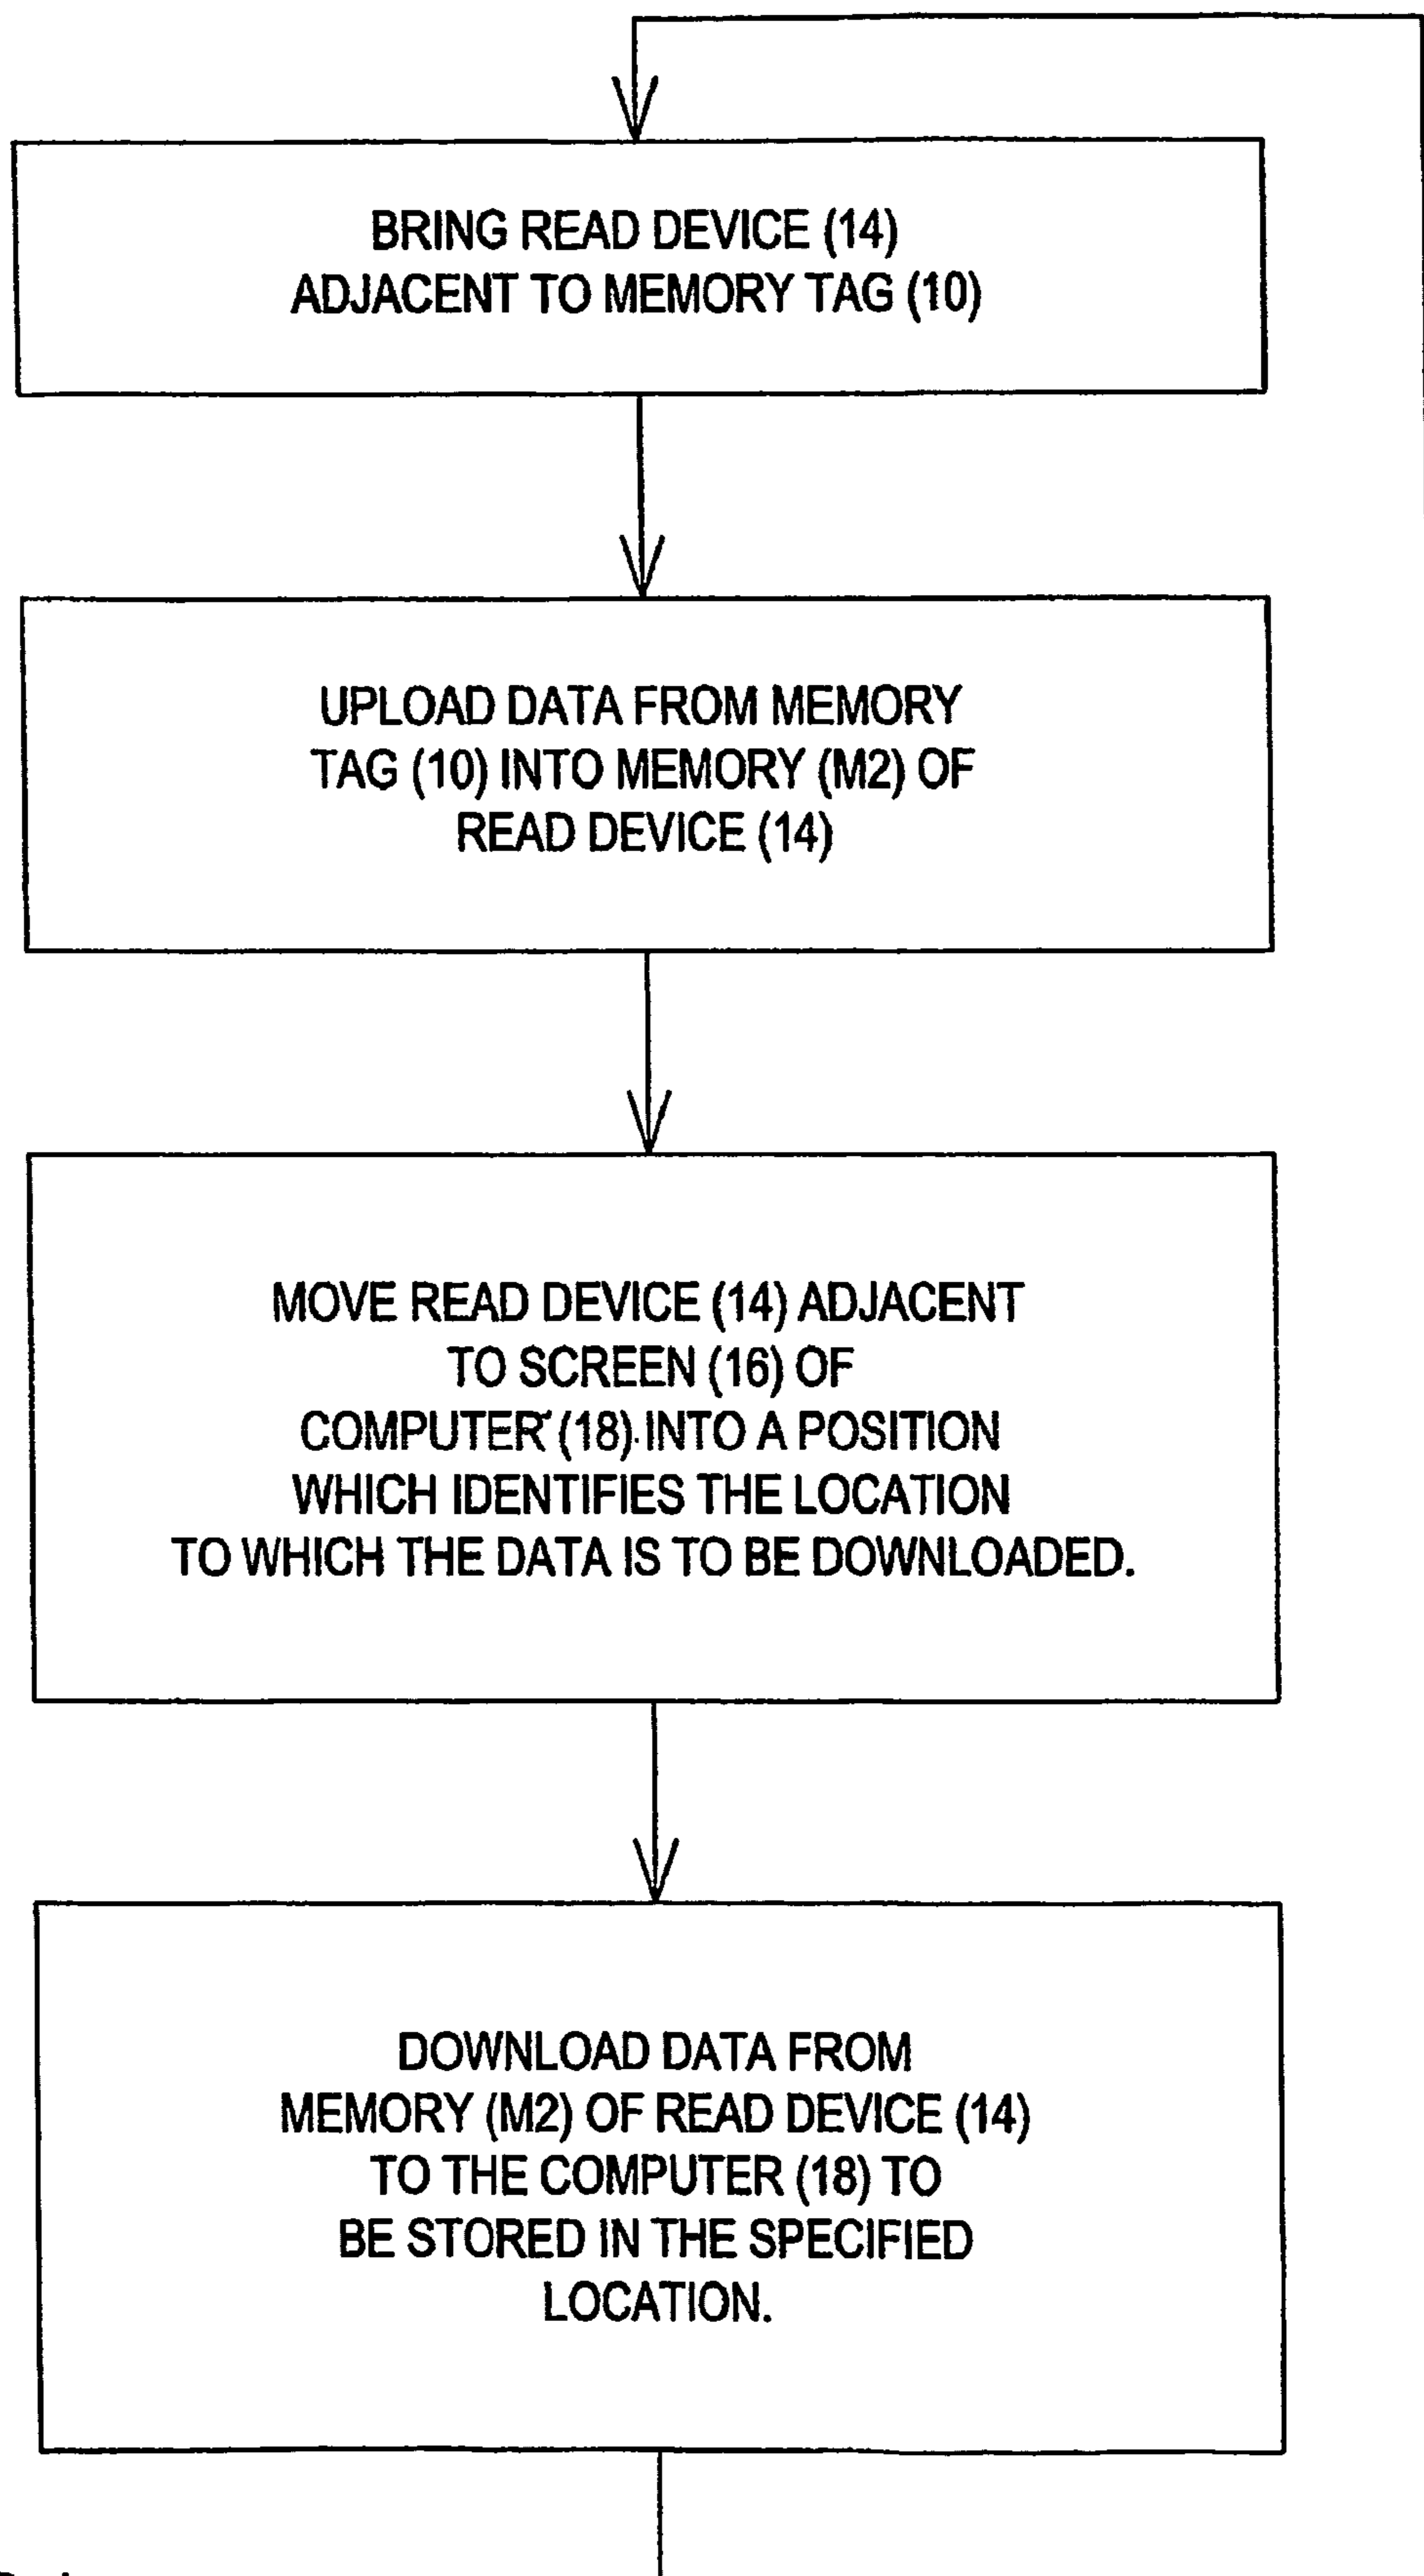 BRING READ DEVICE (14)
ADJACENT TO MEMORY TAG (10)
UPLOAD DATA FROM MEMORY
TAG (10) INTO MEMORY (M2) OF
READ DEVICE (14)
MOVE READ DEVICE (14) ADJACENT
TO SCREEN (16) OF
COMPUTER (18) INTO A POSITION
WHICH IDENTIFIES THE LOCATION
TO WHICH THE DATA IS TO BE DOWNLOADED.
DOWNLOAD DATA FROM
MEMORY (M2) OF READ DEVICE (14)
TO THE COMPUTER (18) TO
BE STORED IN THE SPECIFIED
LOCATION.